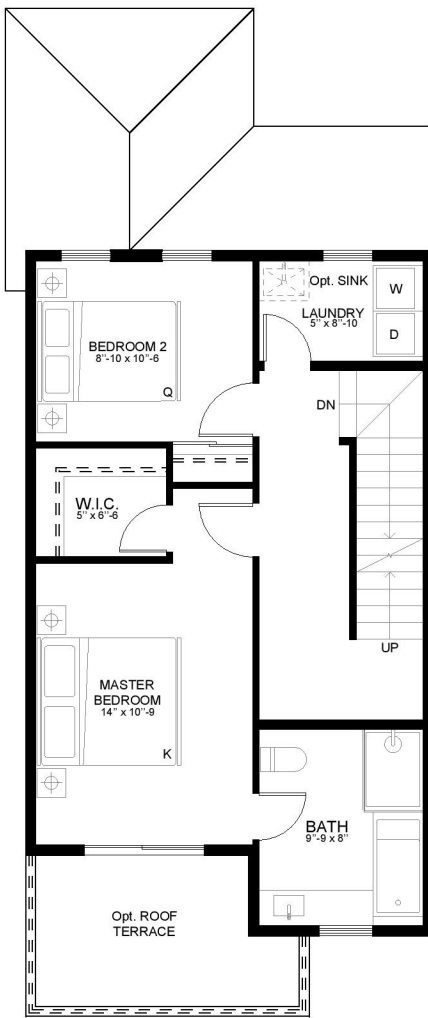 Opt. SINK
W
LAUNDRY
5'' x 8''-10
D
BEDROOM 2
8''-10 x 10''-6
Q
DN
W.I.C.
5'' x 6''-6
UP
MASTER
BEDROOM
14'' x 10''-9
K
BATH
9''-9 x 8''
Opt. ROOF
TERRACE